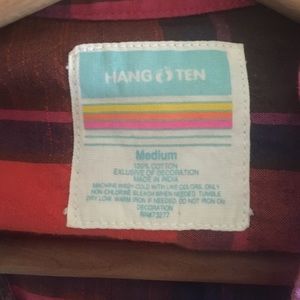 HANG TEN
Medium
100% COTTON
EXCLUSIVE OF DECORATION
MADE IN INDIA
MACHINE WASH COLD WITH LIKE COLORS. ONLY
NON-CHLORINE BLEACH WHEN NEEDED. TUMBLE
DRY LOW. WARM IRON IF NEEDED. DO NOT IRON ON
DECORATION